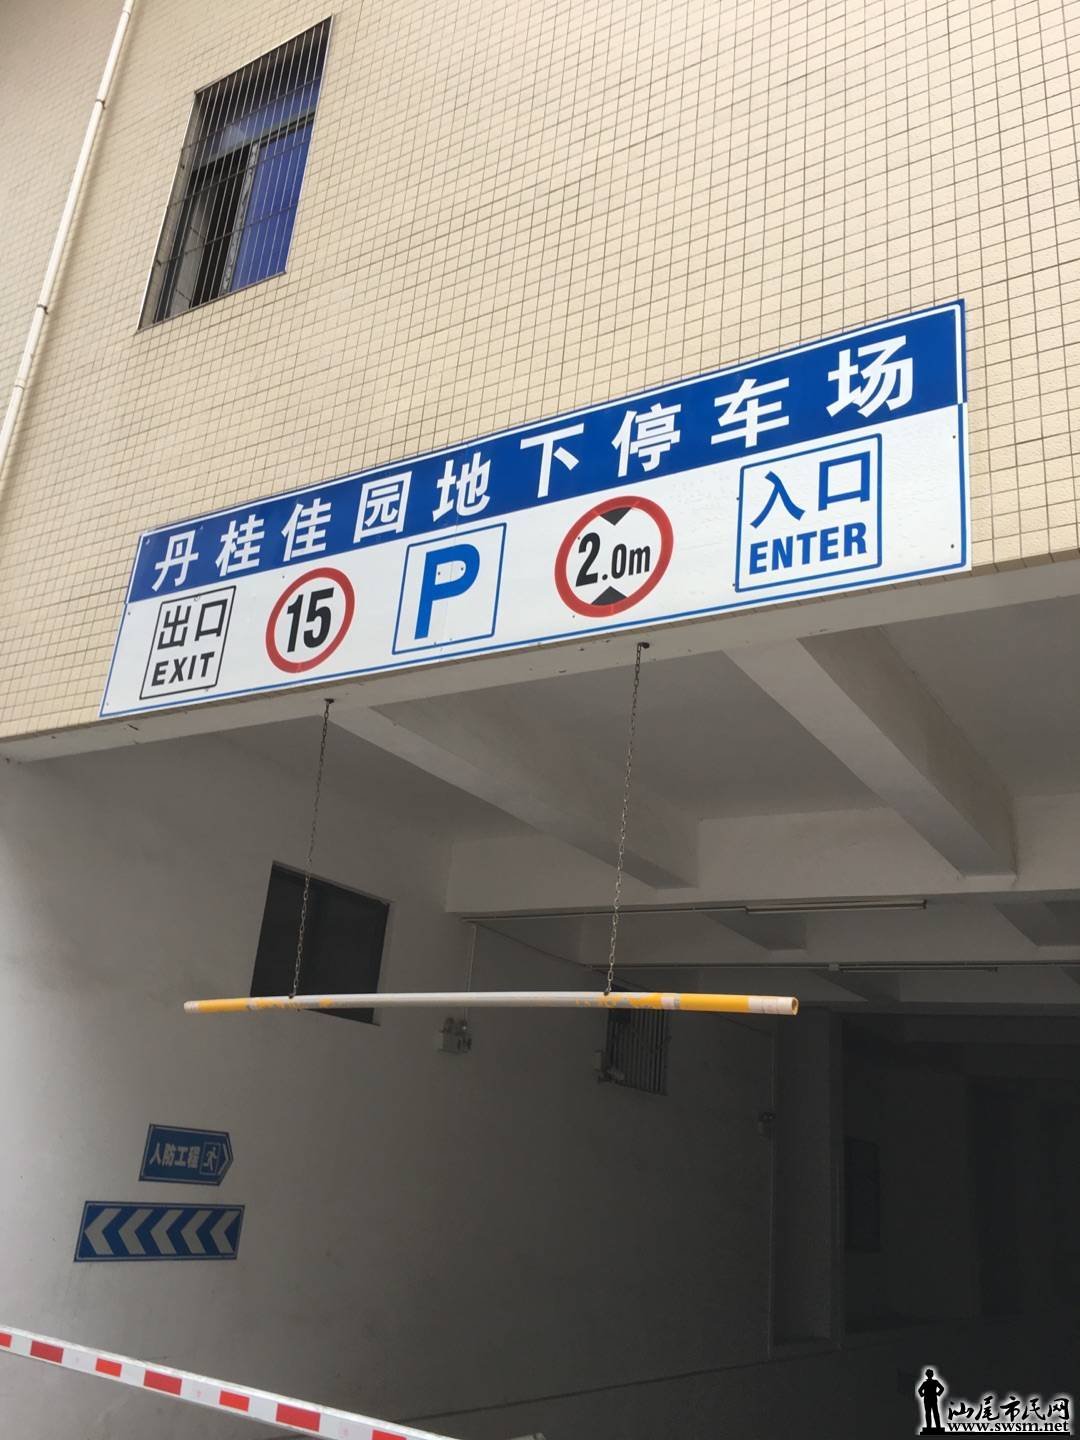 丹桂佳园地下停车场
出口
EXIT
15
P
2.0m
入口
ENTER
人防工程
汕尾市民网
www.swsm.net